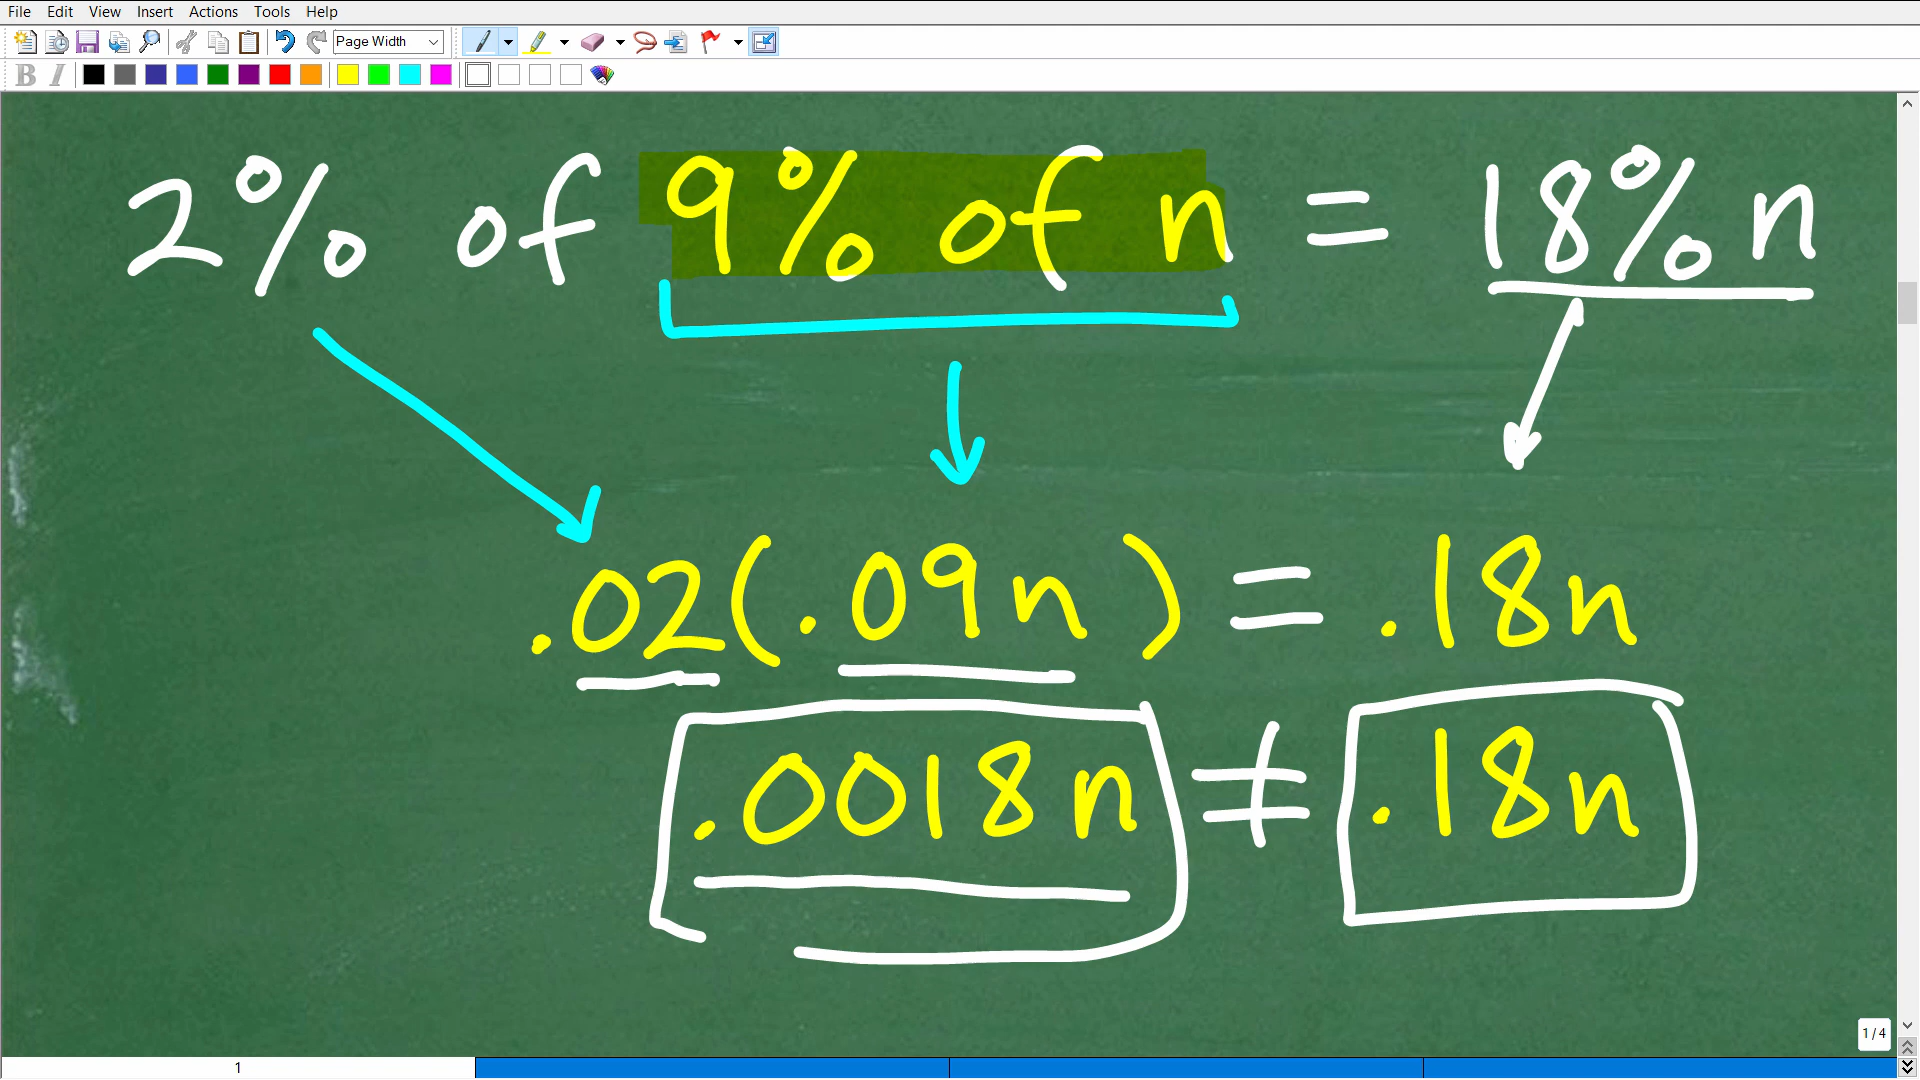 File Edit View Insert Actions Tools Help
Page Width
B I
2% of 9% of n = 18% n
.02(.09n) = .18n
.0018n ≠ .18n
1 / 4
1